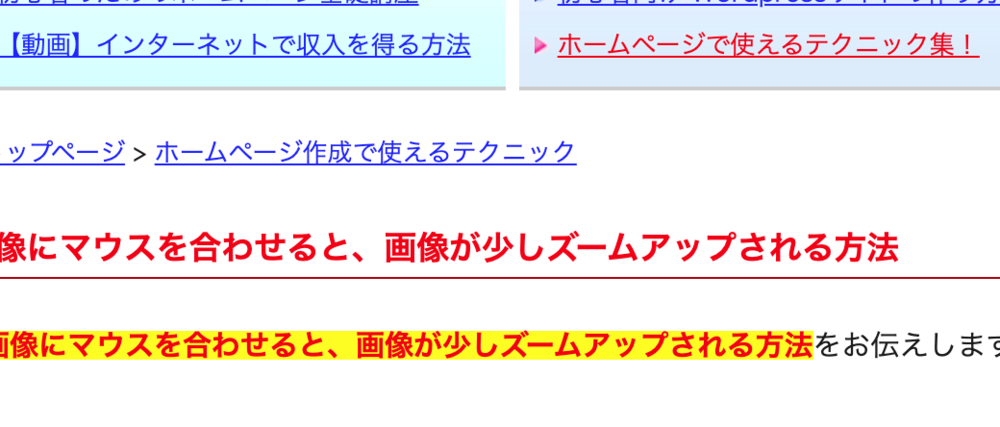 【動画】インターネットで収入を得る方法
ホームページで使えるテクニック集！
ップページ > ホームページ作成で使えるテクニック
像にマウスを合わせると、画像が少しズームアップされる方法
画像にマウスを合わせると、画像が少しズームアップされる方法をお伝えします